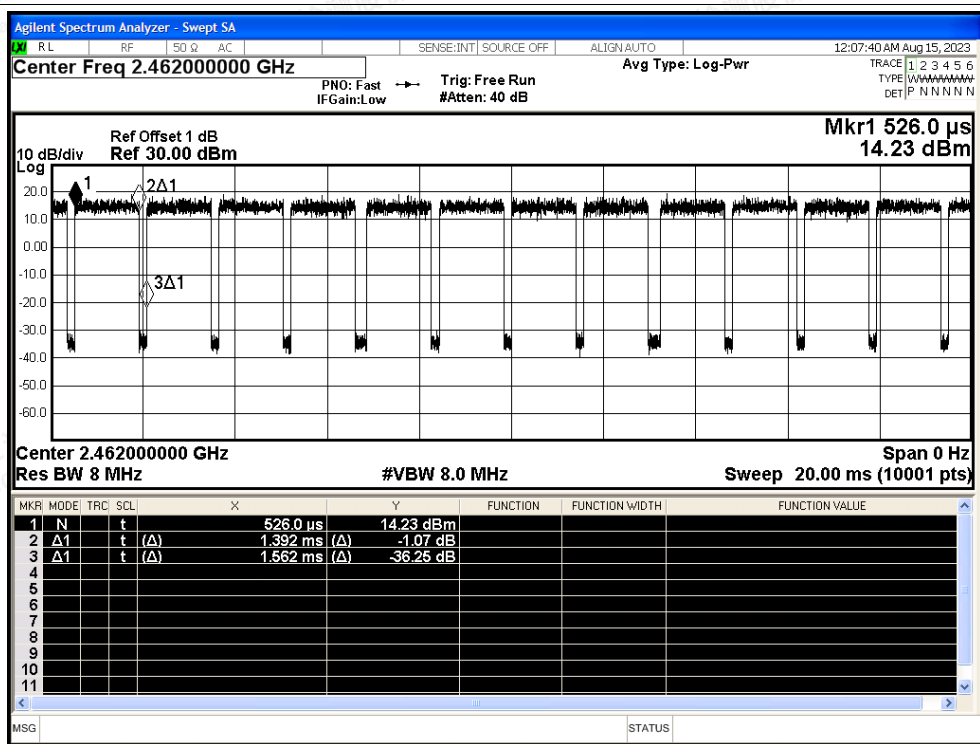 Agilent Spectrum Analyzer - Swept SA
LXI RL RF 50 Ω AC SENSE:INT SOURCE OFF ALIGN AUTO 12:07:40 AM Aug 15, 2023
Center Freq 2.462000000 GHz
PNO: Fast
IFGain:Low
Trig: Free Run
#Atten: 40 dB
Avg Type: Log-Pwr
TRACE 1 2 3 4 5 6
TYPE
DET P N N N N N
Mkr1 526.0 µs
14.23 dBm
10 dB/div
Log
Ref Offset 1 dB
Ref 30.00 dBm
1
2Δ1
3Δ1
20.0
10.0
0.00
-10.0
-20.0
-30.0
-40.0
-50.0
-60.0
Center 2.462000000 GHz Span 0 Hz
Res BW 8 MHz #VBW 8.0 MHz Sweep 20.00 ms (10001 pts)
MKR MODE TRC SCL X Y FUNCTION FUNCTION WIDTH FUNCTION VALUE
1 N t 526.0 µs 14.23 dBm
2 Δ1 t (Δ) 1.392 ms (Δ) -1.07 dB
3 Δ1 t (Δ) 1.562 ms (Δ) -36.25 dB
4
5
6
7
8
9
10
11
MSG STATUS